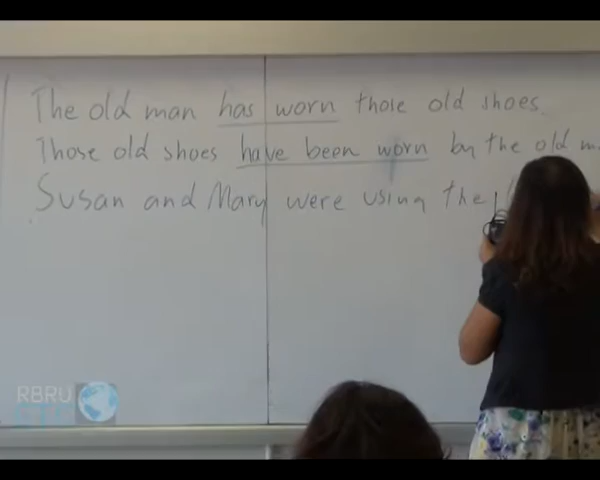 The old man has worn those old shoes.
Those old shoes have been worn by the old
Susan and Mary were using the
RBRU